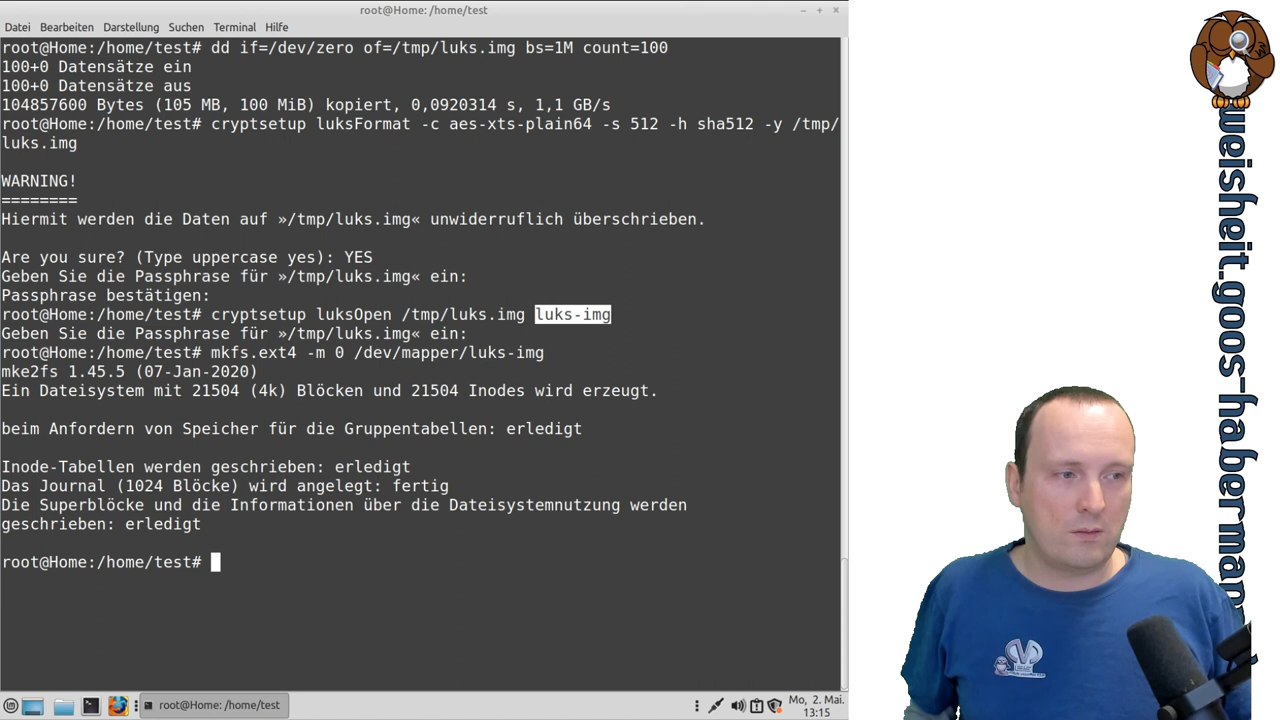 root@Home: /home/test
Datei Bearbeiten Darstellung Suchen Terminal Hilfe
root@Home:/home/test# dd if=/dev/zero of=/tmp/luks.img bs=1M count=100
100+0 Datensätze ein
100+0 Datensätze aus
104857600 Bytes (105 MB, 100 MiB) kopiert, 0,0920314 s, 1,1 GB/s
root@Home:/home/test# cryptsetup luksFormat -c aes-xts-plain64 -s 512 -h sha512 -y /tmp/
luks.img
WARNING!
========
Hiermit werden die Daten auf »/tmp/luks.img« unwiderruflich überschrieben.
Are you sure? (Type uppercase yes): YES
Geben Sie die Passphrase für »/tmp/luks.img« ein:
Passphrase bestätigen:
root@Home:/home/test# cryptsetup luksOpen /tmp/luks.img luks-img
Geben Sie die Passphrase für »/tmp/luks.img« ein:
root@Home:/home/test# mkfs.ext4 -m 0 /dev/mapper/luks-img
mke2fs 1.45.5 (07-Jan-2020)
Ein Dateisystem mit 21504 (4k) Blöcken und 21504 Inodes wird erzeugt.
beim Anfordern von Speicher für die Gruppentabellen: erledigt
Inode-Tabellen werden geschrieben: erledigt
Das Journal (1024 Blöcke) wird angelegt: fertig
Die Superblöcke und die Informationen über die Dateisystemnutzung werden
geschrieben: erledigt
root@Home:/home/test#
root@Home: /home/test
Mo, 2. Mai.
13:15